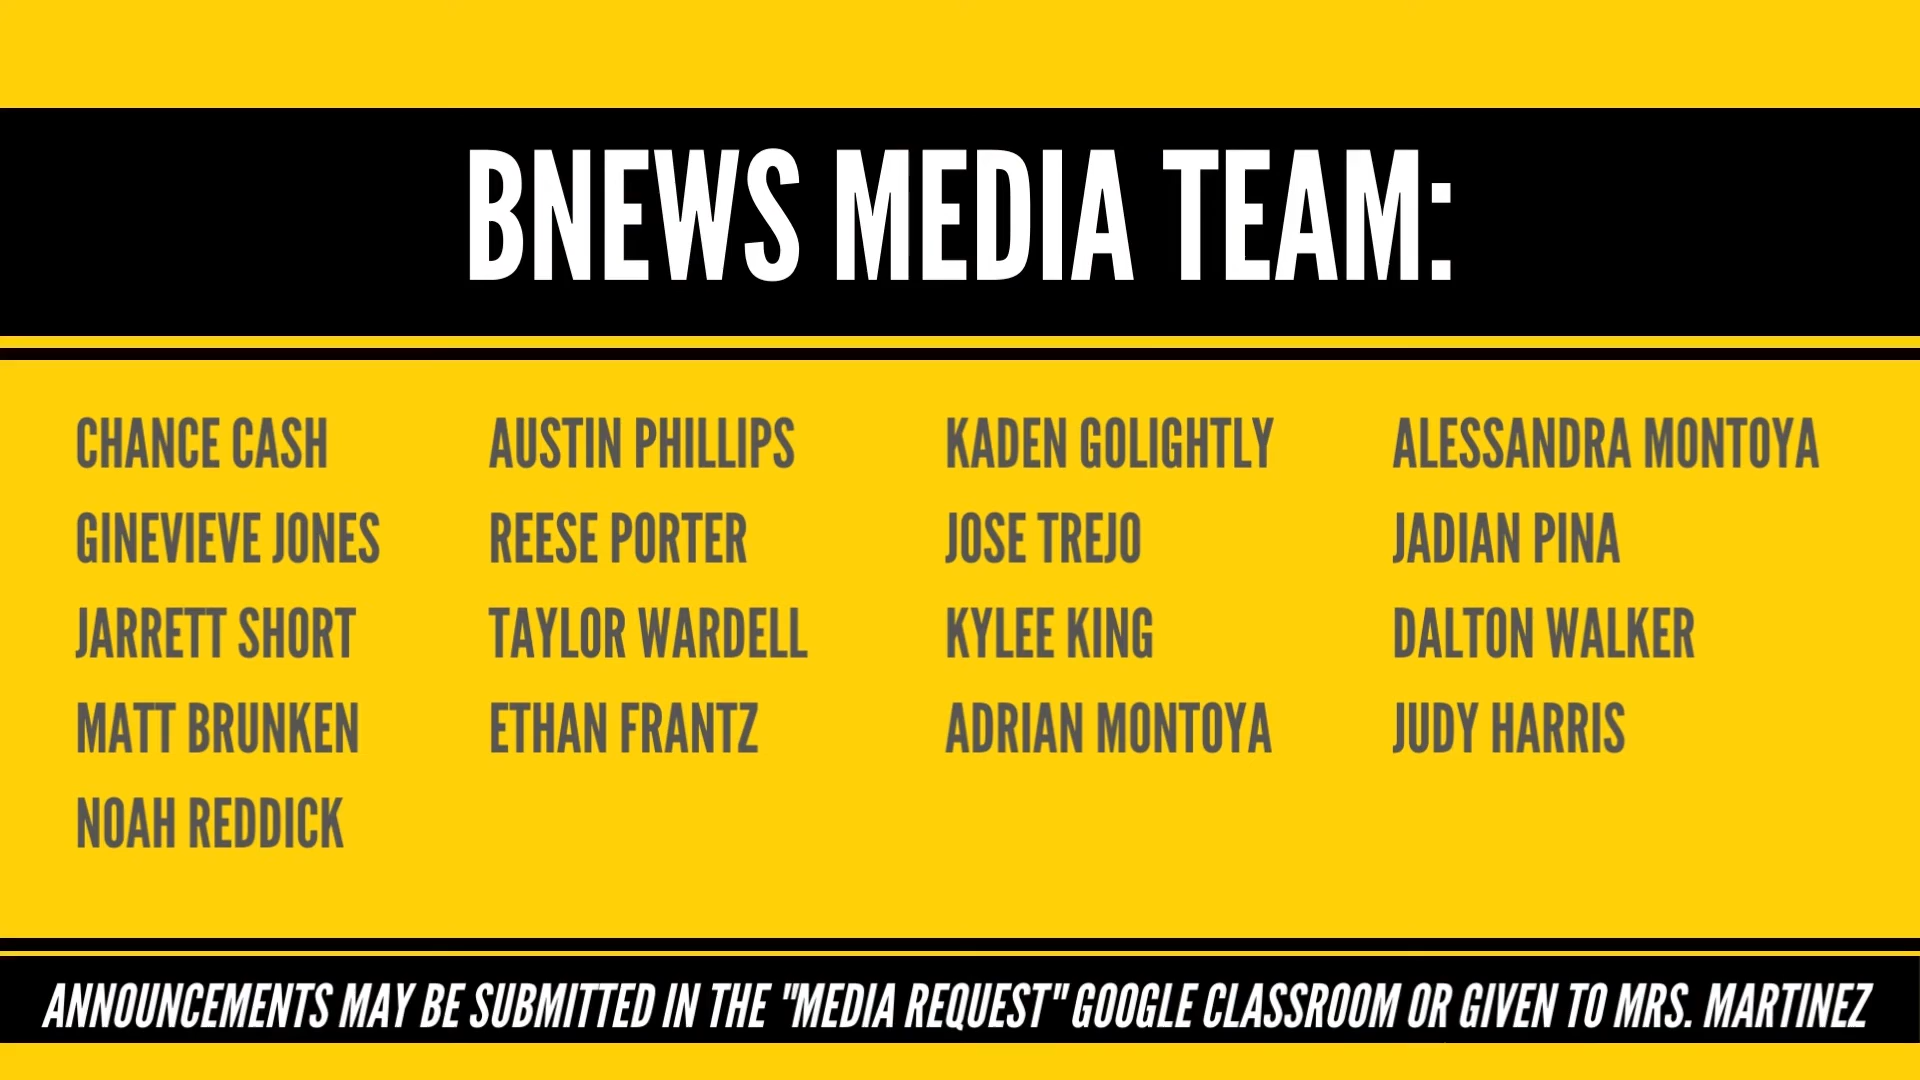 BNEWS MEDIA TEAM:
CHANCE CASH
GINEVIEVE JONES
JARRETT SHORT
MATT BRUNKEN
NOAH REDDICK
AUSTIN PHILLIPS
REESE PORTER
TAYLOR WARDELL
ETHAN FRANTZ
KADEN GOLIGHTLY
JOSE TREJO
KYLEE KING
ADRIAN MONTOYA
ALESSANDRA MONTOYA
JADIAN PINA
DALTON WALKER
JUDY HARRIS
ANNOUNCEMENTS MAY BE SUBMITTED IN THE "MEDIA REQUEST" GOOGLE CLASSROOM OR GIVEN TO MRS. MARTINEZ